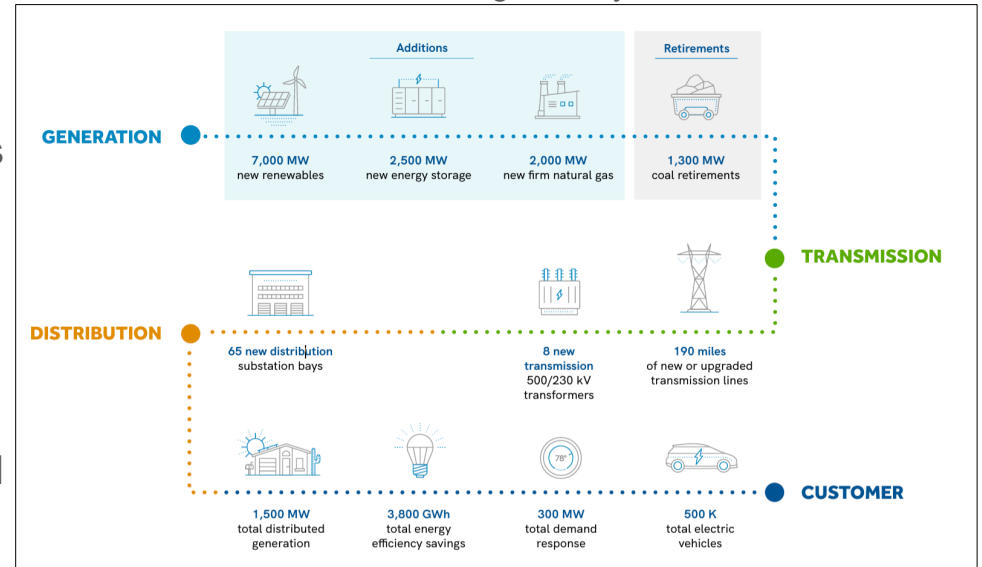 Additions
Retirements
GENERATION
7,000 MW
new renewables
2,500 MW
new energy storage
2,000 MW
new firm natural gas
1,300 MW
coal retirements
TRANSMISSION
DISTRIBUTION
65 new distribution
substation bays
8 new
transmission
500/230 kV
transformers
190 miles
of new or upgraded
transmission lines
78°
CUSTOMER
1,500 MW
total distributed
generation
3,800 GWh
total energy
efficiency savings
300 MW
total demand
response
500 K
total electric
vehicles